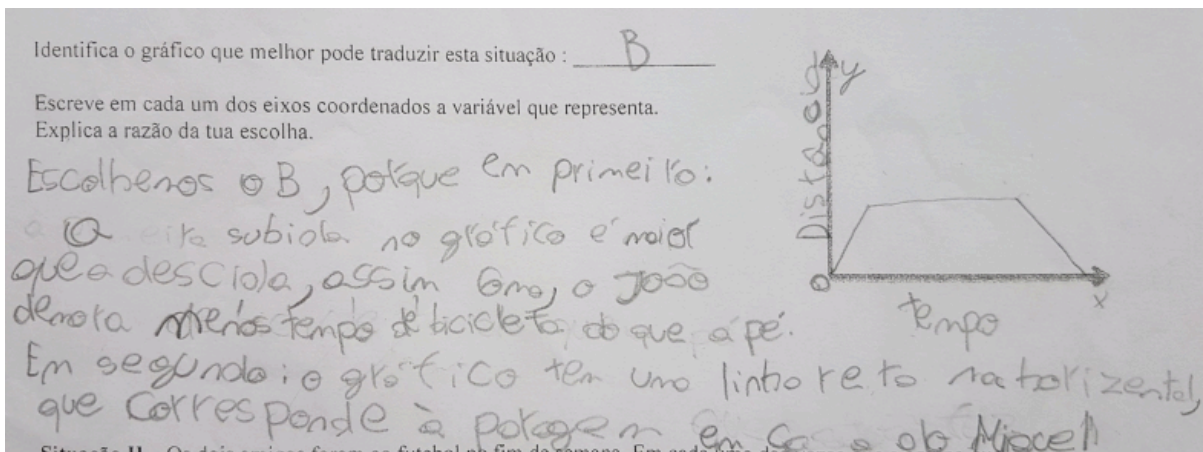 Identifica o gráfico que melhor pode traduzir esta situação : B
Escreve em cada um dos eixos coordenados a variável que representa.
Explica a razão da tua escolha.
Escolhemos o B, porque em primeiro:
a subida no gráfico é maior
que a descida, assim como, o João
demora menos tempo de bicicleta do que a pé.
Em segundo: o gráfico tem uma linha reta na horizontal,
que corresponde à paragem em casa do Miguel
Distancia
y
0
x
tempo